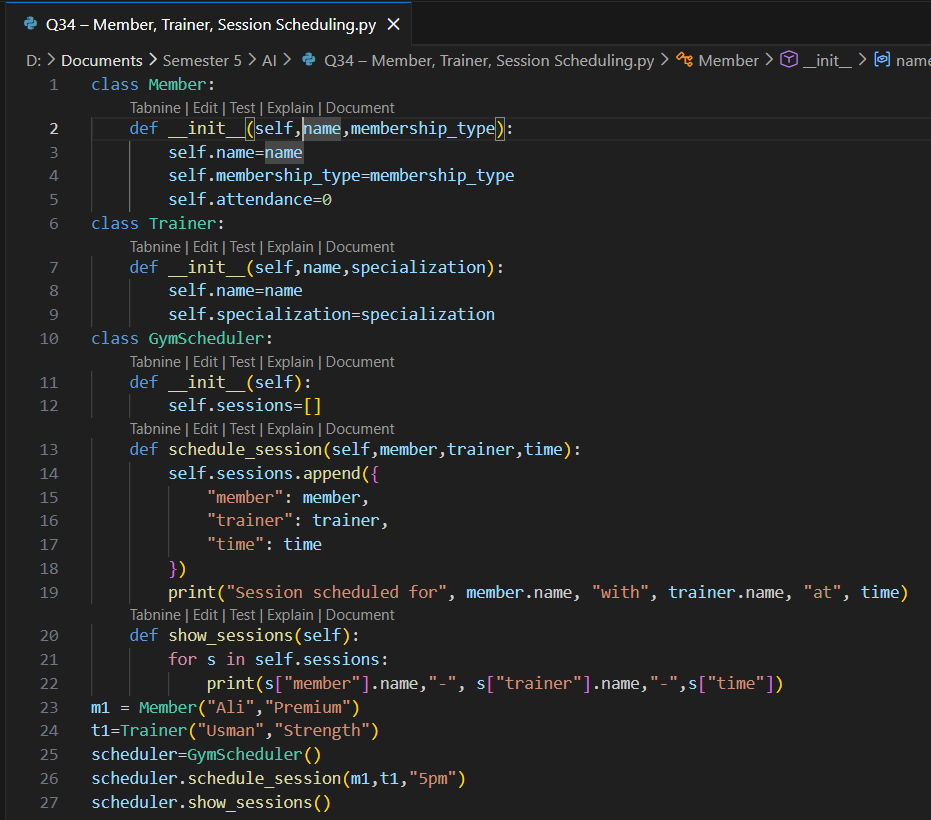 Q34 – Member, Trainer, Session Scheduling.py
D: > Documents > Semester 5 > AI > Q34 – Member, Trainer, Session Scheduling.py > Member > __init__ > name
1 class Member:
Tabnine | Edit | Test | Explain | Document
2     def __init__(self,name,membership_type):
3         self.name=name
4         self.membership_type=membership_type
5         self.attendance=0
6 class Trainer:
Tabnine | Edit | Test | Explain | Document
7     def __init__(self,name,specialization):
8         self.name=name
9         self.specialization=specialization
10 class GymScheduler:
Tabnine | Edit | Test | Explain | Document
11     def __init__(self):
12         self.sessions=[]
Tabnine | Edit | Test | Explain | Document
13     def schedule_session(self,member,trainer,time):
14         self.sessions.append({
15             "member": member,
16             "trainer": trainer,
17             "time": time
18         })
19         print("Session scheduled for", member.name, "with", trainer.name, "at", time)
Tabnine | Edit | Test | Explain | Document
20     def show_sessions(self):
21         for s in self.sessions:
22             print(s["member"].name,"-", s["trainer"].name,"-",s["time"])
23 m1 = Member("Ali","Premium")
24 t1=Trainer("Usman","Strength")
25 scheduler=GymScheduler()
26 scheduler.schedule_session(m1,t1,"5pm")
27 scheduler.show_sessions()